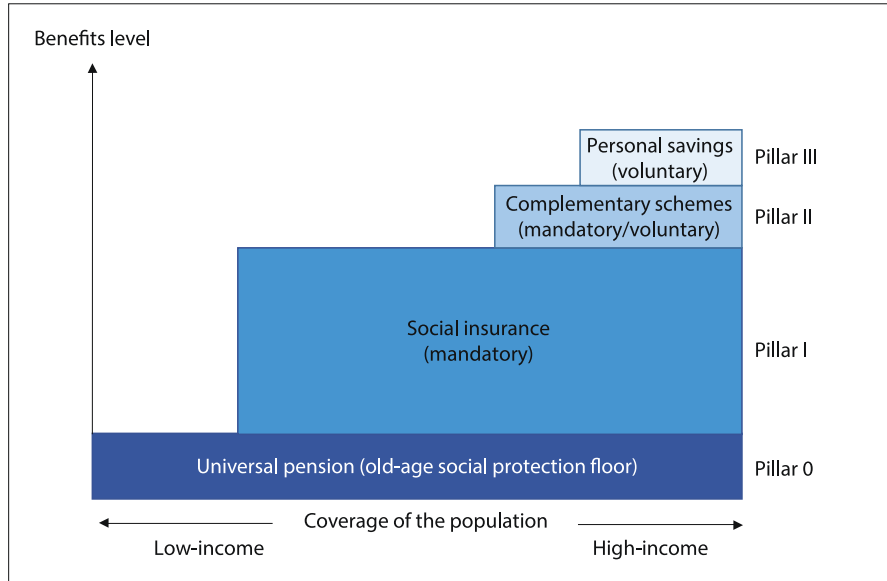 Benefits level
Personal savings
(voluntary)
Pillar III
Complementary schemes
(mandatory/voluntary)
Pillar II
Social insurance
(mandatory)
Pillar I
Universal pension (old-age social protection floor)
Pillar 0
Coverage of the population
Low-income
High-income